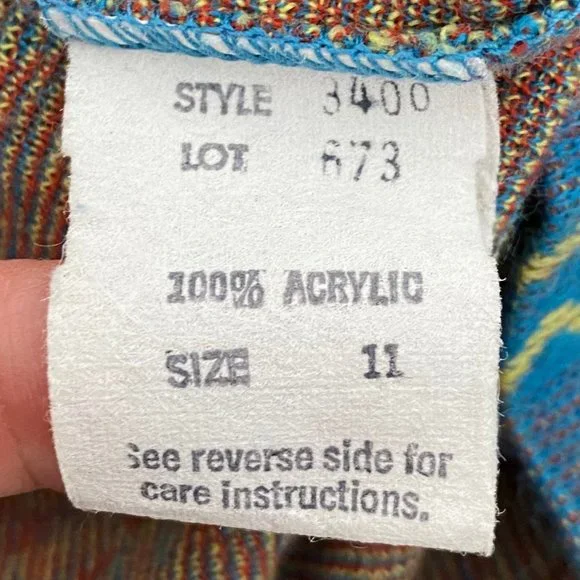 STYLE 3400
LOT 673
100% ACRYLIC
SIZE 11
See reverse side for
care instructions.